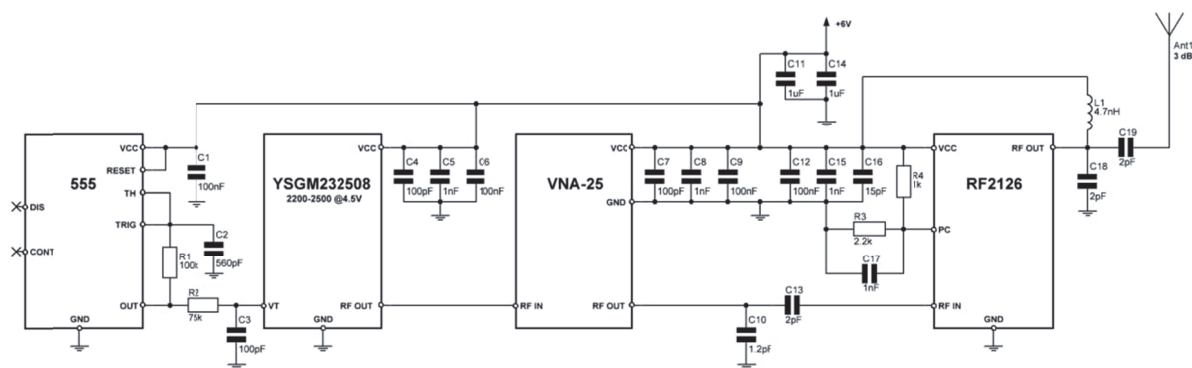 +6V
Ant1
3 dB
C11
1uF
C14
1uF
L1
4.7nH
C19
2pF
C18
2pF
555
VCC
RESET
TH
DIS
TRIG
CONT
OUT
GND
C1
100nF
C2
560pF
R1
100k
R2
75k
C3
100pF
YSGM232508
2200-2500 @4.5V
VCC
VT
RF OUT
GND
C4
100pF
C5
1nF
C6
100nF
VNA-25
VCC
GND
RF IN
RF OUT
C7
100pF
C8
1nF
C9
100nF
C12
100nF
C15
1nF
C16
15pF
R4
1k
R3
2.2k
C17
1nF
C13
2pF
C10
1.2pF
RF2126
VCC
RF OUT
PC
RF IN
GND